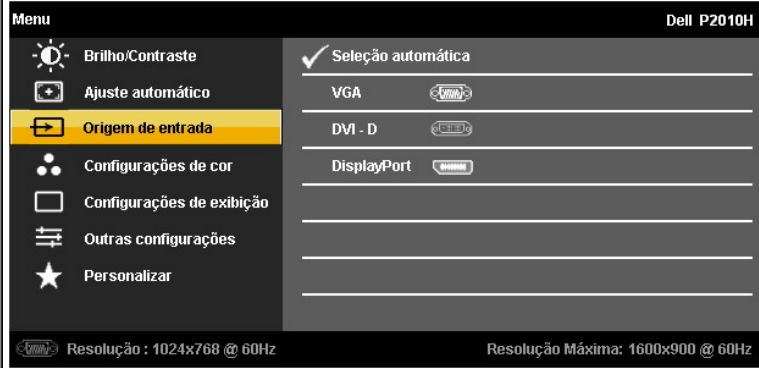 Menu Dell P2010H
Brilho/Contraste
Ajuste automático
Origem de entrada
Configurações de cor
Configurações de exibição
Outras configurações
Personalizar
Seleção automática
VGA
DVI - D
DisplayPort
Resolução : 1024x768 @ 60Hz Resolução Máxima: 1600x900 @ 60Hz